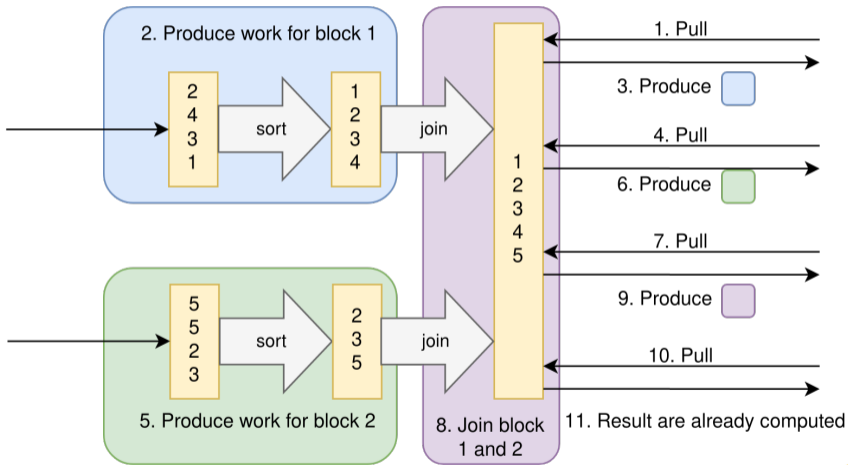 2. Produce work for block 1
2
4
3
1
sort
1
2
3
4
join
5. Produce work for block 2
5
5
2
3
sort
2
3
5
join
1
2
3
4
5
8. Join block
1 and 2
1. Pull
3. Produce
4. Pull
6. Produce
7. Pull
9. Produce
10. Pull
11. Result are already computed